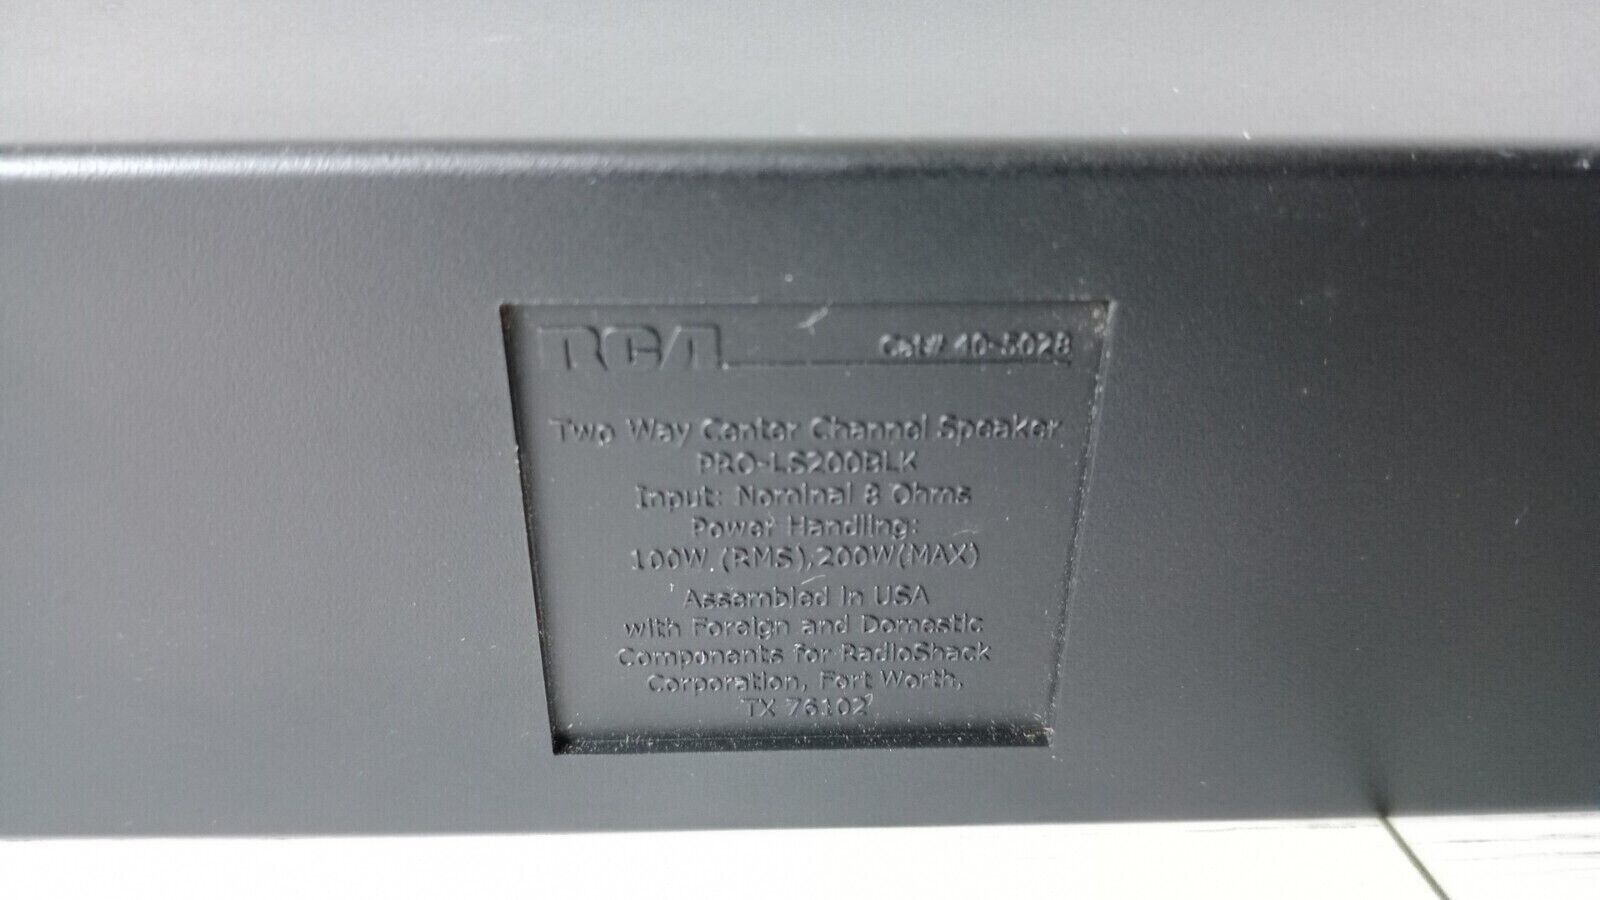 RCA Cat# 40-5028
Two Way Center Channel Speaker
PRO-LS200BLK
Input: Nominal 8 Ohms
Power Handling:
100W (RMS), 200W(MAX)
Assembled in USA
with Foreign and Domestic
Components for RadioShack
Corporation, Fort Worth,
TX 76102